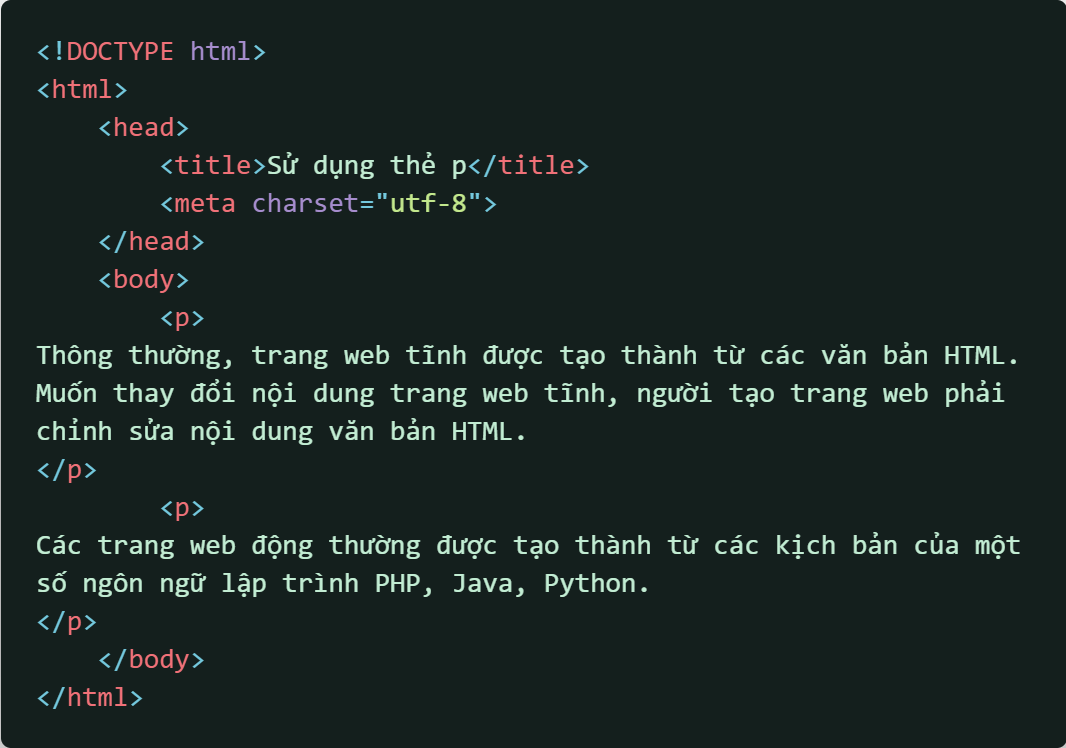 <!DOCTYPE html>
<html>
    <head>
        <title>Sử dụng thẻ p</title>
        <meta charset="utf-8">
    </head>
    <body>
        <p>
Thông thường, trang web tĩnh được tạo thành từ các văn bản HTML.
Muốn thay đổi nội dung trang web tĩnh, người tạo trang web phải
chỉnh sửa nội dung văn bản HTML.
</p>
        <p>
Các trang web động thường được tạo thành từ các kịch bản của một
số ngôn ngữ lập trình PHP, Java, Python.
</p>
    </body>
</html>